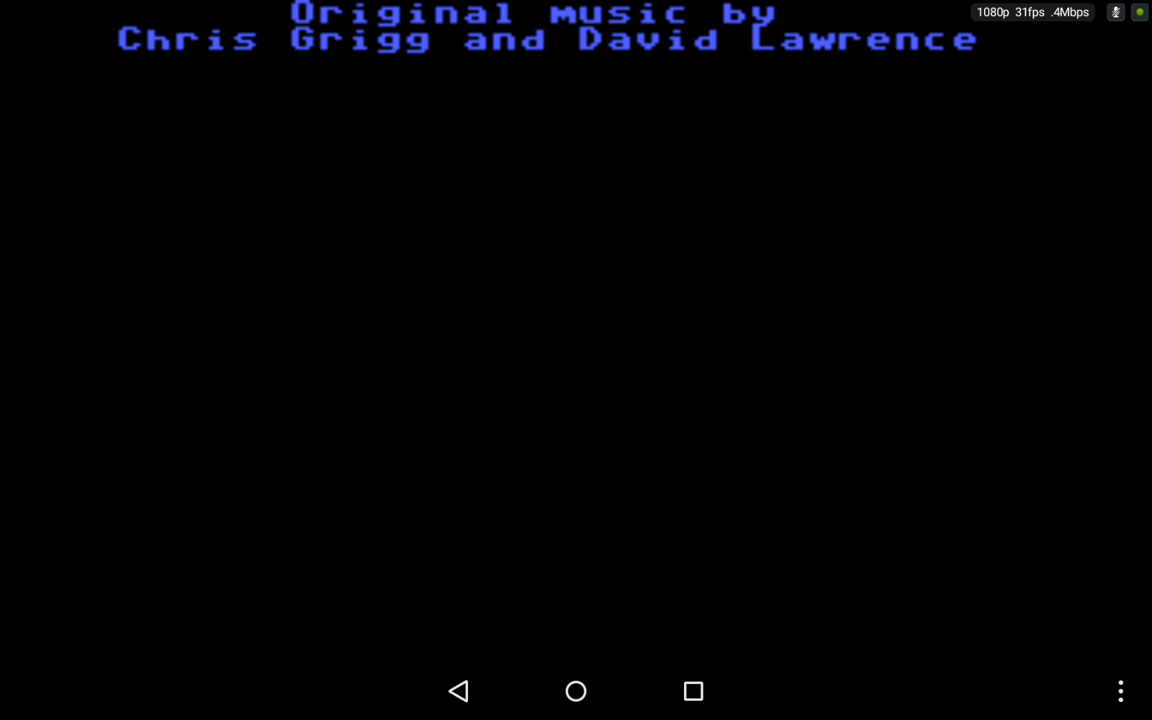 Original music by
Chris Grigg and David Lawrence
1080p 31fps .4Mbps